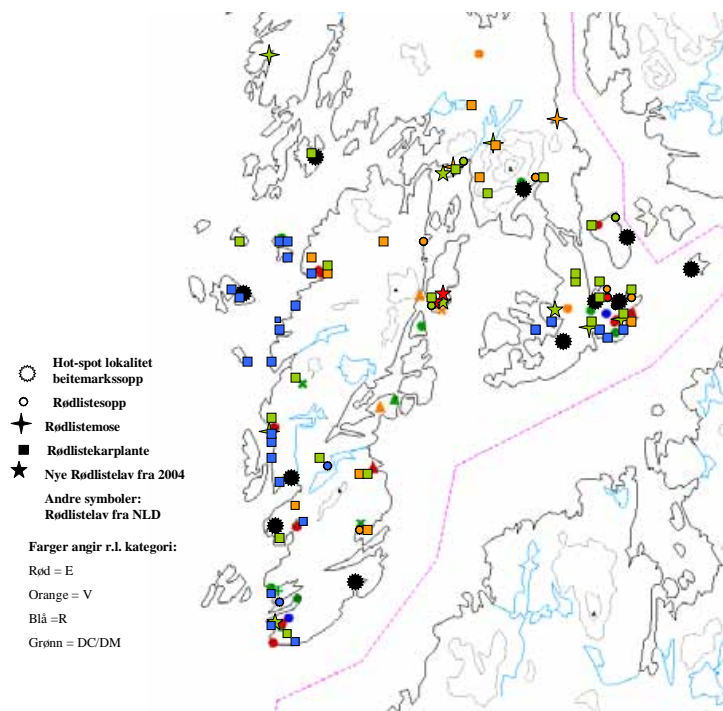 Hot-spot lokalitet
beitemarkssopp
Rødlistesopp
Rødlistemose
Rødlistekarplante
Nye Rødlistelav fra 2004
Andre symboler:
Rødlistelav fra NLD
Farger angir r.l. kategori:
Rød = E
Orange = V
Blå =R
Grønn = DC/DM